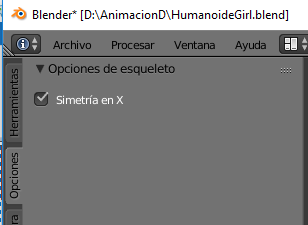 Blender* [D:\AnimacionD\HumanoideGirl.blend]
Archivo Procesar Ventana Ayuda
Opciones de esqueleto
Simetría en X
Herramientas
Opciones